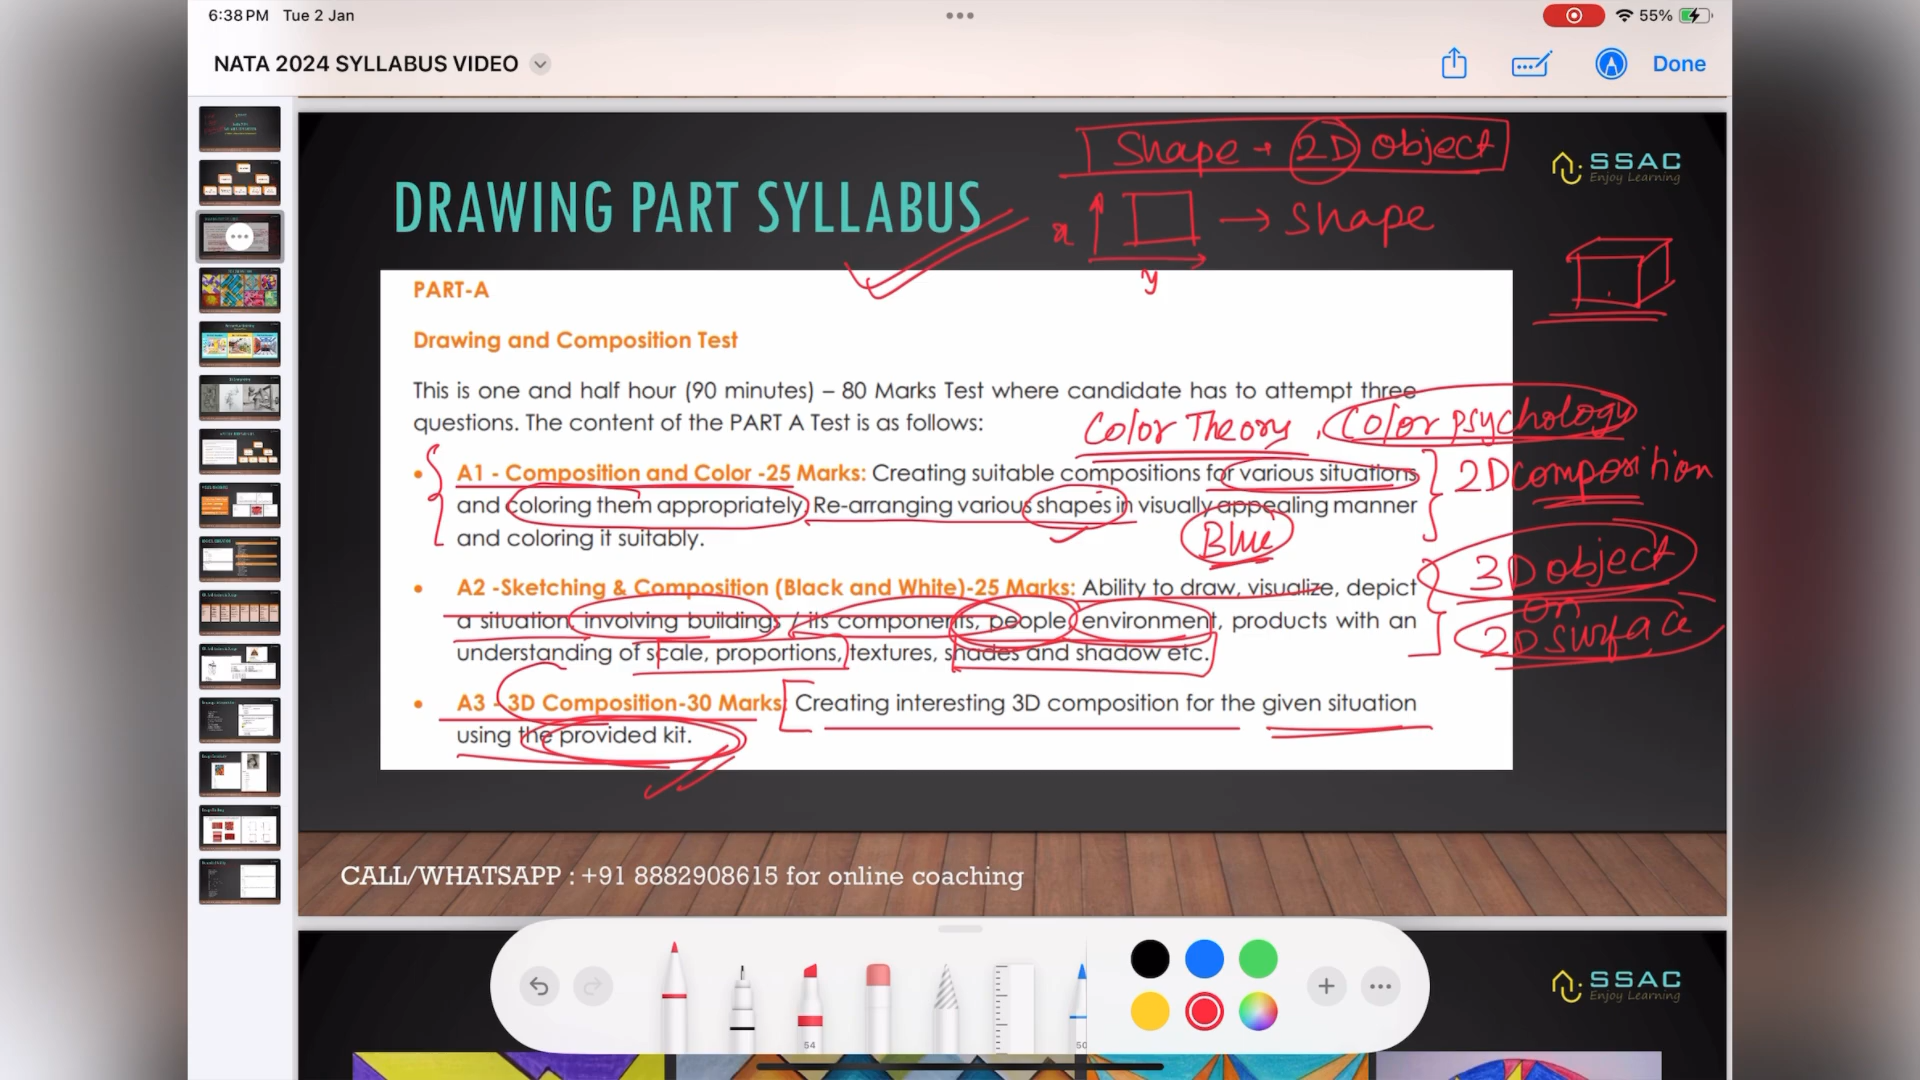 6:38 PM Tue 2 Jan
55%
NATA 2024 SYLLABUS VIDEO
Done
Shape → 2D object
SSAC
Enjoy Learning
DRAWING PART SYLLABUS
x
→ Shape
y
PART-A
Drawing and Composition Test
This is one and half hour (90 minutes) – 80 Marks Test where candidate has to attempt three
questions. The content of the PART A Test is as follows:
Color Theory, Color psychology
• A1 - Composition and Color -25 Marks: Creating suitable compositions for various situations
and coloring them appropriately. Re-arranging various shapes in visually appealing manner
and coloring it suitably.
2D composition
Blue
• A2 -Sketching & Composition (Black and White)-25 Marks: Ability to draw, visualize, depict
a situation, involving buildings / its components, people, environment, products with an
understanding of scale, proportions, textures, shades and shadow etc.
3D object
on
2D surface
• A3 - 3D Composition-30 Marks: Creating interesting 3D composition for the given situation
using the provided kit.
CALL/WHATSAPP : +91 8882908615 for online coaching
SSAC
Enjoy Learning
54
50